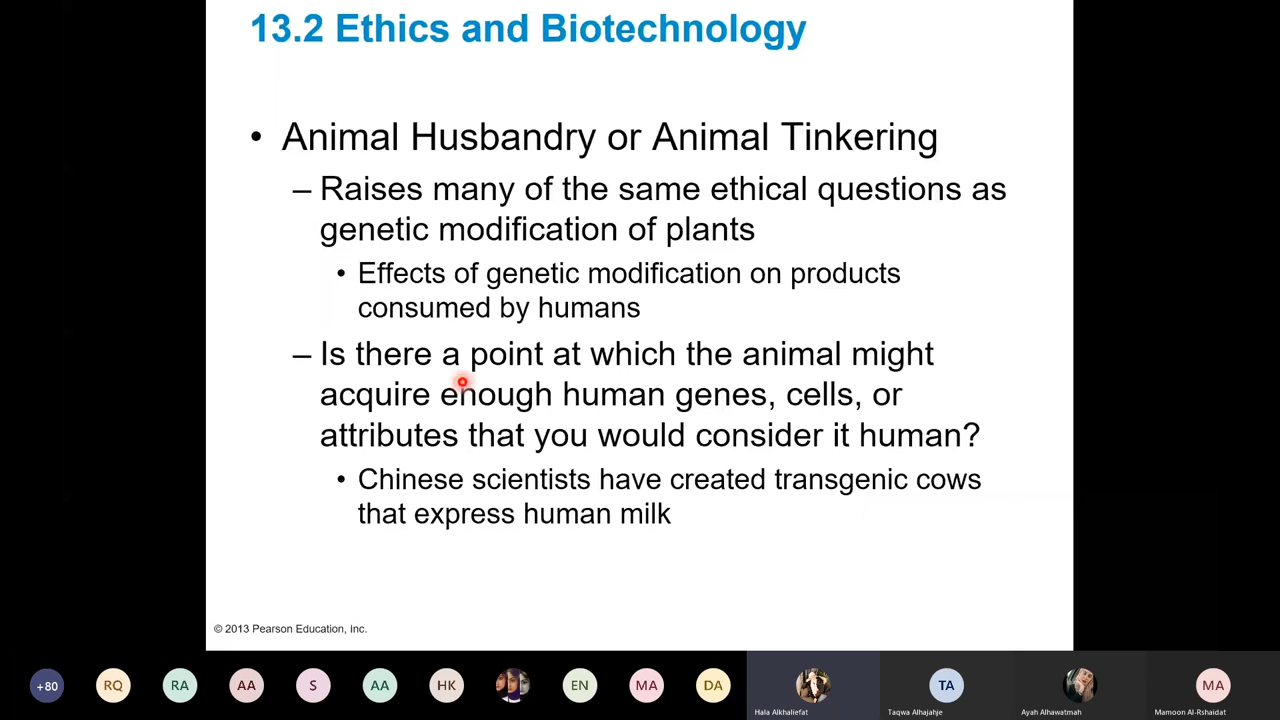 13.2 Ethics and Biotechnology
• Animal Husbandry or Animal Tinkering
– Raises many of the same ethical questions as
genetic modification of plants
• Effects of genetic modification on products
consumed by humans
– Is there a point at which the animal might
acquire enough human genes, cells, or
attributes that you would consider it human?
• Chinese scientists have created transgenic cows
that express human milk
© 2013 Pearson Education, Inc.
+80 RQ RA AA S AA HK EN MA DA TA MA
Hala Alkhaliefat Taqwa Alhajahje Ayah Alhawatmah Mamoon Al-Rshaidat